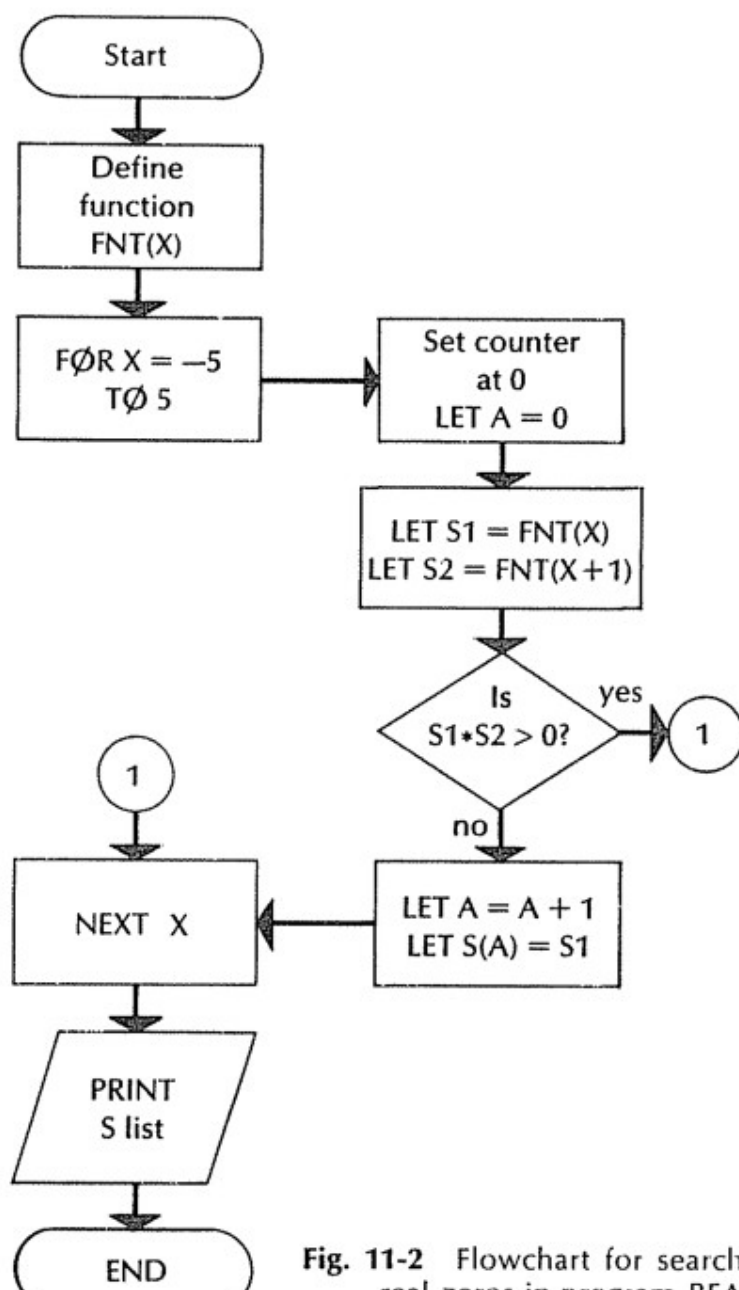 Start
Define
function
FNT(X)
FØR X = —5
TØ 5
Set counter
at 0
LET A = 0
LET S1 = FNT(X)
LET S2 = FNT(X+1)
Is
S1*S2 > 0?
yes
1
no
LET A = A + 1
LET S(A) = S1
1
NEXT X
PRINT
S list
END
Fig. 11-2 Flowchart for search